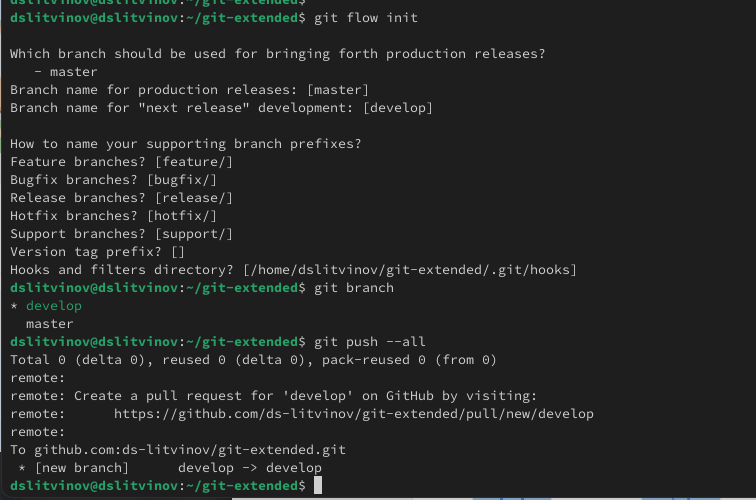 dslitvinov@dslitvinov:~/git-extended$
dslitvinov@dslitvinov:~/git-extended$ git flow init

Which branch should be used for bringing forth production releases?
   - master
Branch name for production releases: [master]
Branch name for "next release" development: [develop]

How to name your supporting branch prefixes?
Feature branches? [feature/]
Bugfix branches? [bugfix/]
Release branches? [release/]
Hotfix branches? [hotfix/]
Support branches? [support/]
Version tag prefix? []
Hooks and filters directory? [/home/dslitvinov/git-extended/.git/hooks]
dslitvinov@dslitvinov:~/git-extended$ git branch
* develop
  master
dslitvinov@dslitvinov:~/git-extended$ git push --all
Total 0 (delta 0), reused 0 (delta 0), pack-reused 0 (from 0)
remote:
remote: Create a pull request for 'develop' on GitHub by visiting:
remote:      https://github.com/ds-litvinov/git-extended/pull/new/develop
remote:
To github.com:ds-litvinov/git-extended.git
 * [new branch]      develop -> develop
dslitvinov@dslitvinov:~/git-extended$